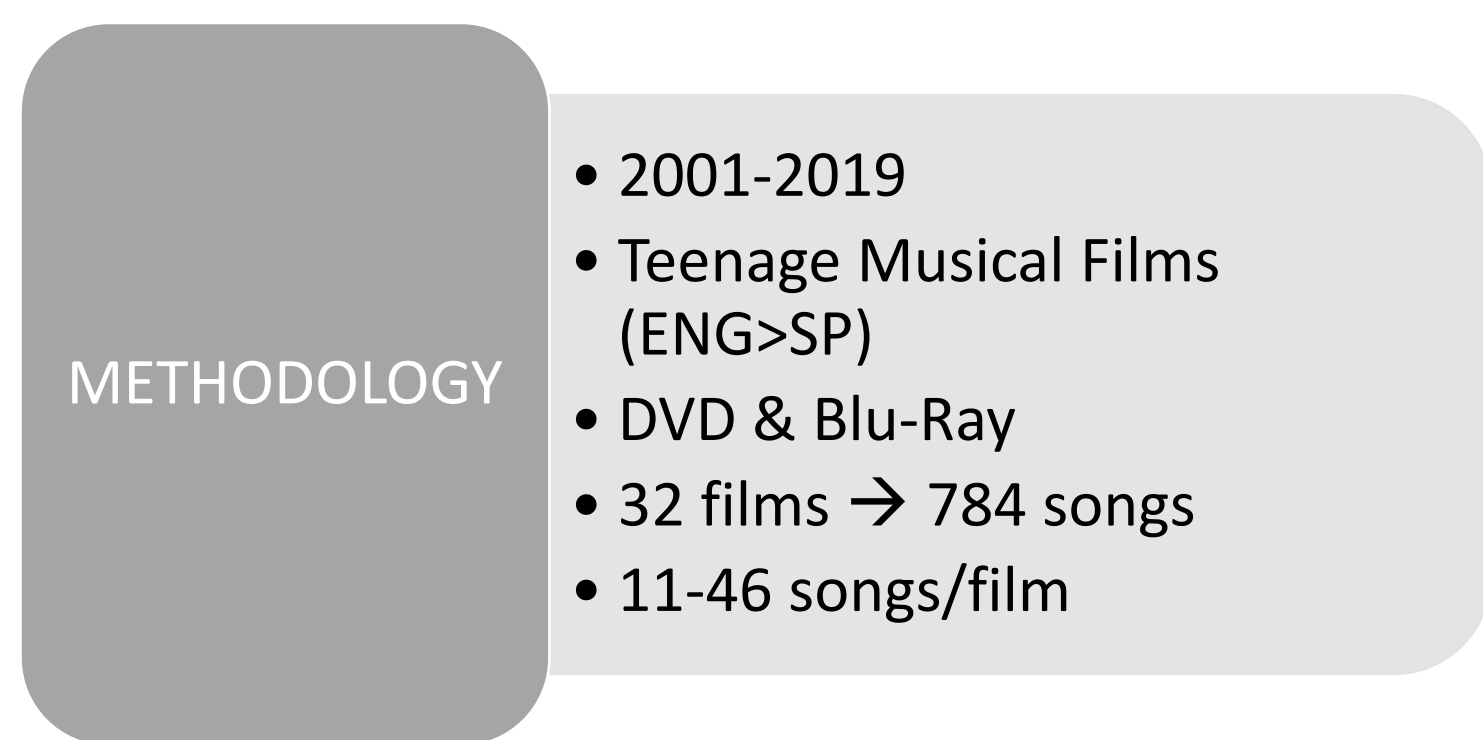 METHODOLOGY
• 2001-2019
• Teenage Musical Films
(ENG>SP)
• DVD & Blu-Ray
• 32 films → 784 songs
• 11-46 songs/film